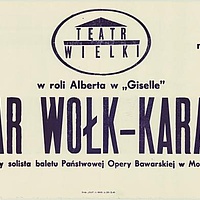 TEATR
WIELKI
w roli Alberta w „Giselle”
AR WOŁK-KARA
y solista baletu Państwowej Opery Bawarskiej w Mo